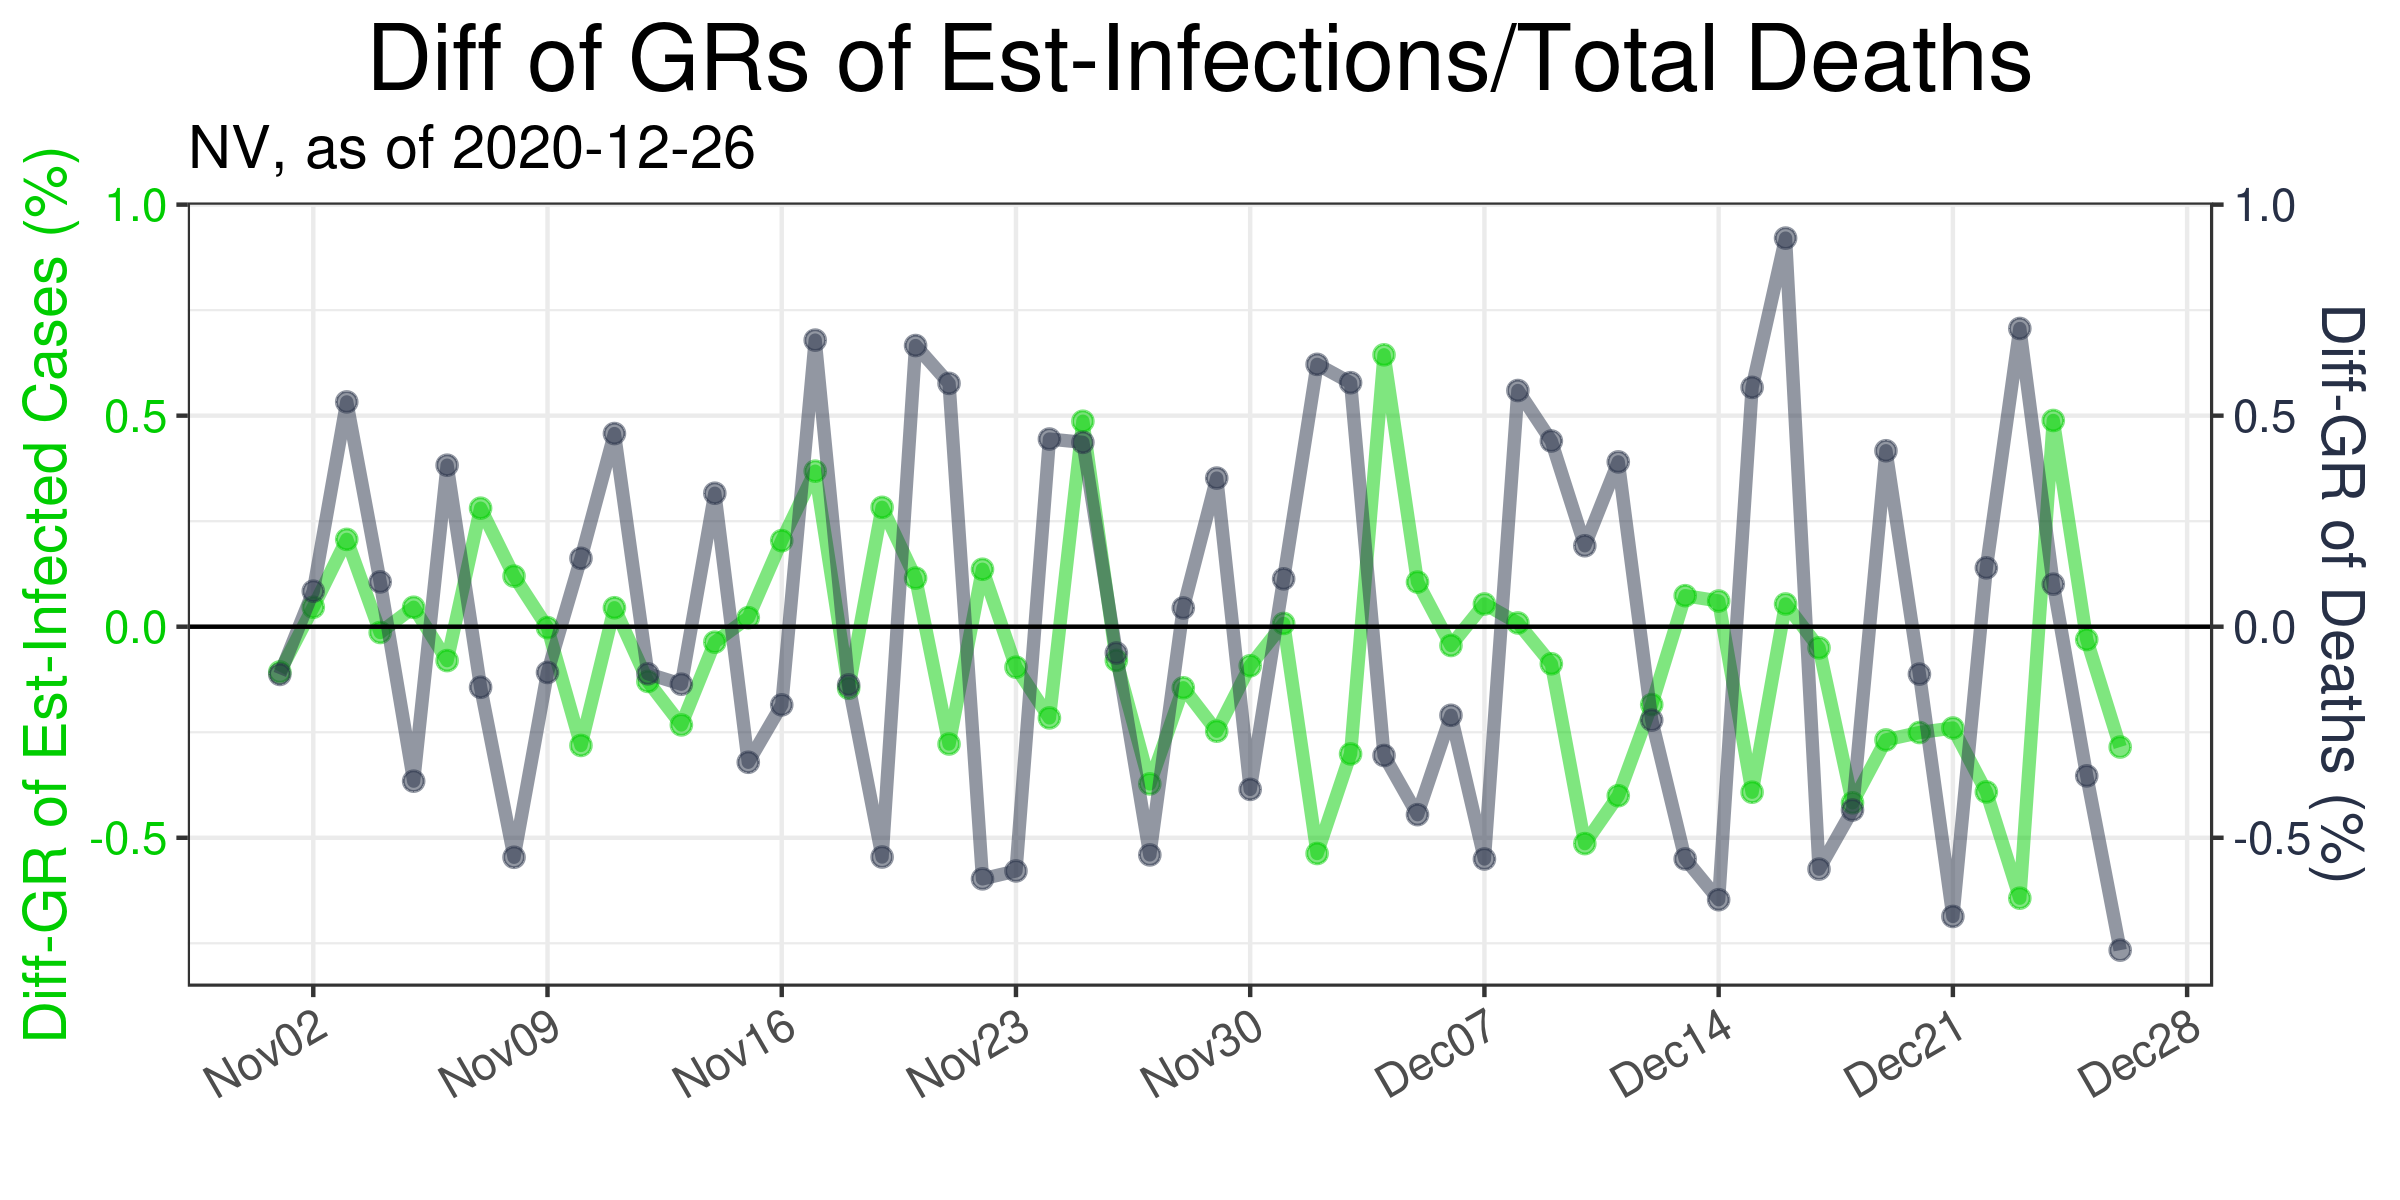 Diff of GRs of Est-Infections/Total Deaths
NV, as of 2020-12-26
Diff-GR of Est-Infected Cases (%)
1.0
0.5
0.0
-0.5
1.0
0.5
0.0
-0.5
Diff-GR of Deaths (%)
Nov02
Nov09
Nov16
Nov23
Nov30
Dec07
Dec14
Dec21
Dec28